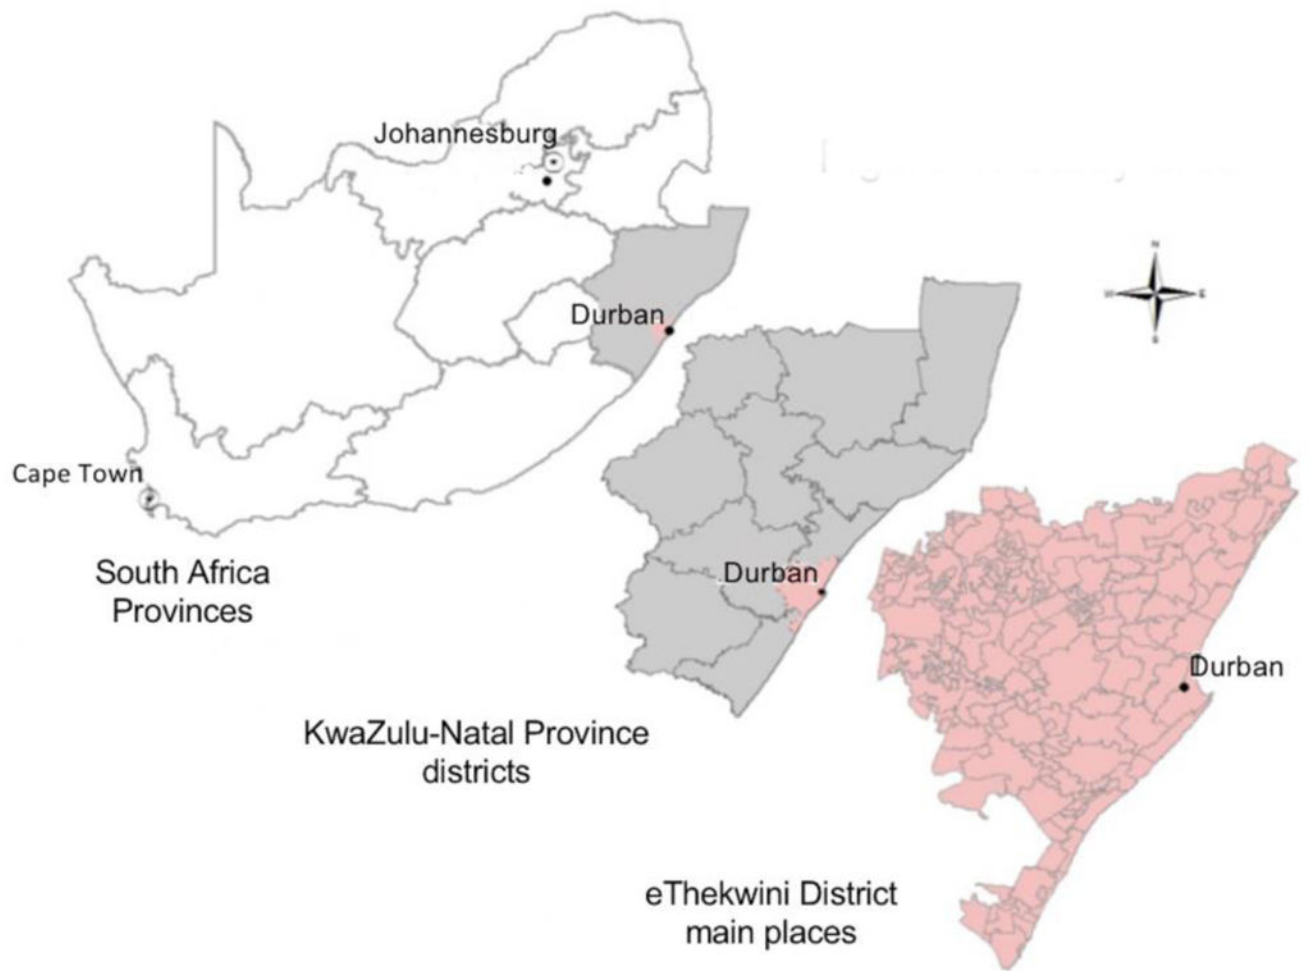 Johannesburg
Durban
Cape Town
South Africa
Provinces
N
W
E
S
Durban
KwaZulu-Natal Province
districts
Durban
eThekwini District
main places